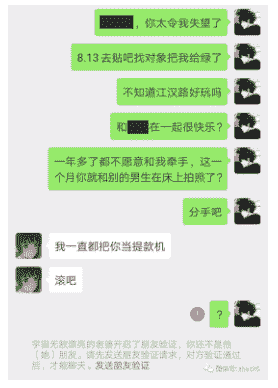 ，你太令我失望了
8.13去贴吧找对象把我给绿了
不知道江汉路好玩吗
和 在一起很快乐？
一年多了都不愿意和我牵手，这一
个月你就和别的男生在床上拍照了？
分手吧
我一直都把你当提款机
滚吧
？
宇宙无敌漂亮的老婆开启了朋友验证，你还不是他
（她）朋友。请先发送朋友验证请求，对方验证通过
后，才能聊天。发送朋友验证